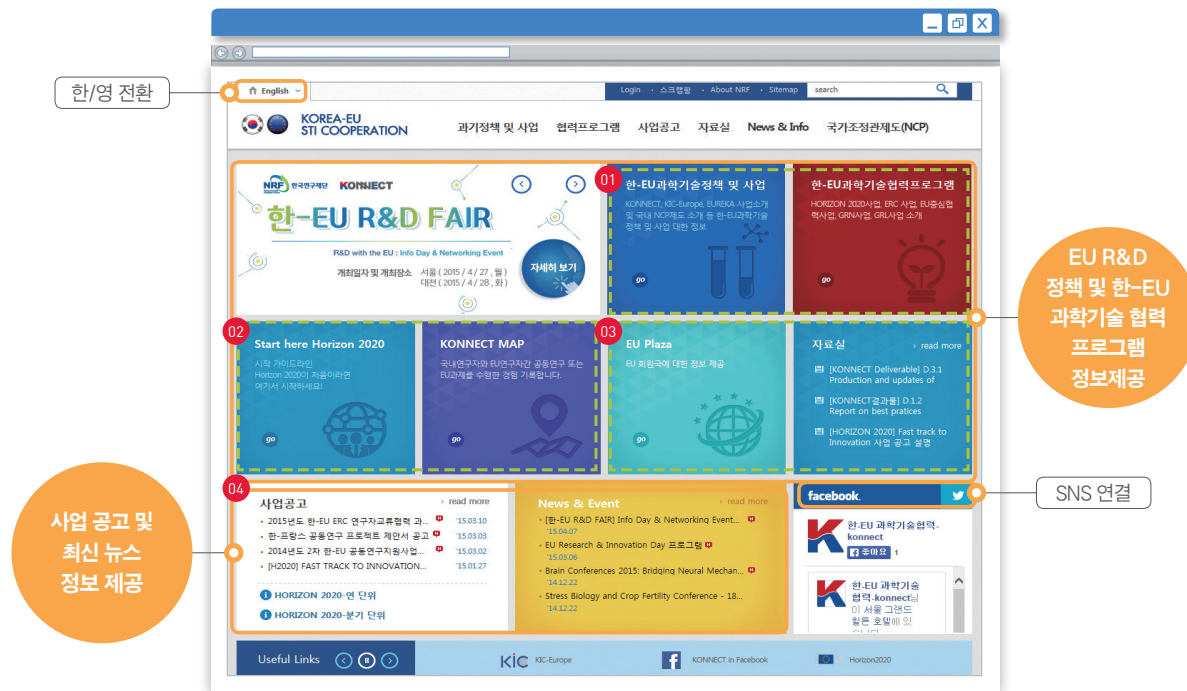 한/영 전환
English
Login · 스크랩함 · About NRF · Sitemap
search
KOREA-EU
STI COOPERATION
과기정책 및 사업 협력프로그램 사업공고 자료실 News & Info 국가조정관제도(NCP)
NRF 한국연구재단 KONNECT
한-EU R&D FAIR
R&D with the EU : Info Day & Networking Event
개최일자 및 개최장소 서울 ( 2015 / 4 / 27 , 월 )
대전 ( 2015 / 4 / 28 , 화 )
자세히 보기
01
한-EU과학기술정책 및 사업
KONNECT, KIC-Europe, EUREKA 사업소개
및 국내 NCP제도 소개 등 한-EU과학기술
정책 및 사업 대한 정보
go
한-EU과학기술협력프로그램
HORIZON 2020사업, ERC 사업, EU중심협
력사업, GRN사업, GRL사업 소개
go
EU R&D
정책 및 한-EU
과학기술 협력
프로그램
정보제공
02
Start here Horizon 2020
시작 가이드라인
Horizon 2020이 처음이라면
여기서 시작하세요!
go
KONNECT MAP
국내연구자와 EU연구자간 공동연구 또는
EU과제를 수행한 경험 기록합니다.
go
03
EU Plaza
EU 회원국에 대한 정보 제공
go
자료실
› read more
[KONNECT Deliverable] D.3.1
Production and updates of
[KONNECT결과물] D.1.2
Report on best pratices
[HORIZON 2020] Fast track to
Innovation 사업 공고 설명
04
사업공고 › read more
2015년도 한-EU ERC 연구자교류협력 과... '15.03.10
한-프랑스 공동연구 프로젝트 제안서 공고 '15.03.03
2014년도 2차 한-EU 공동연구지원사업... '15.03.02
[H2020] FAST TRACK TO INNOVATION... '15.01.27
HORIZON 2020-연 단위
HORIZON 2020-분기 단위
사업 공고 및
최신 뉴스
정보 제공
News & Event › read more
[한-EU R&D FAIR] Info Day & Networking Event...
'15.04.07
EU Research & Innovation Day 프로그램
'15.03.06
Brain Conferences 2015: Bridging Neural Mechan...
'14.12.22
Stress Biology and Crop Fertility Conference - 18...
'14.12.22
facebook.
SNS 연결
한-EU 과학기술협력-
konnect
좋아요 1
한-EU 과학기술
협력-konnect님
이 서울 그랜드
힐튼 호텔에 있
Useful Links
KIC KIC-Europe
KONNECT in Facebook
Horizon2020